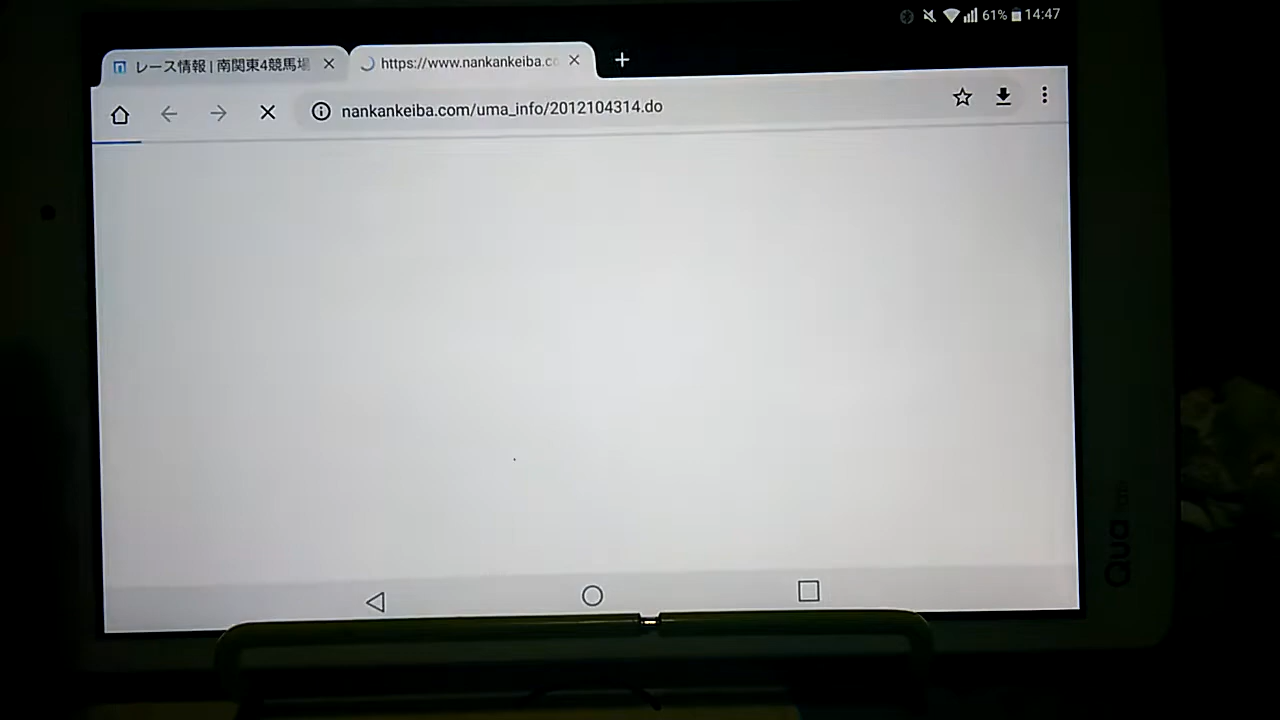 61% 14:47
レース情報 | 南関東4競馬場
https://www.nankankeiba.co
nankankeiba.com/uma_info/2012104314.do
Qua